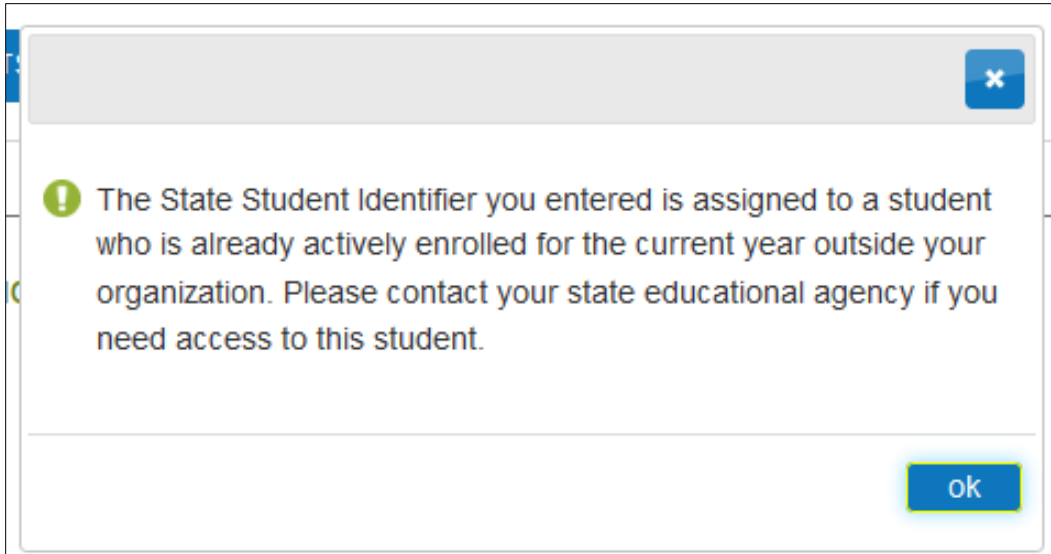 The State Student Identifier you entered is assigned to a student
who is already actively enrolled for the current year outside your
organization. Please contact your state educational agency if you
need access to this student.
ok